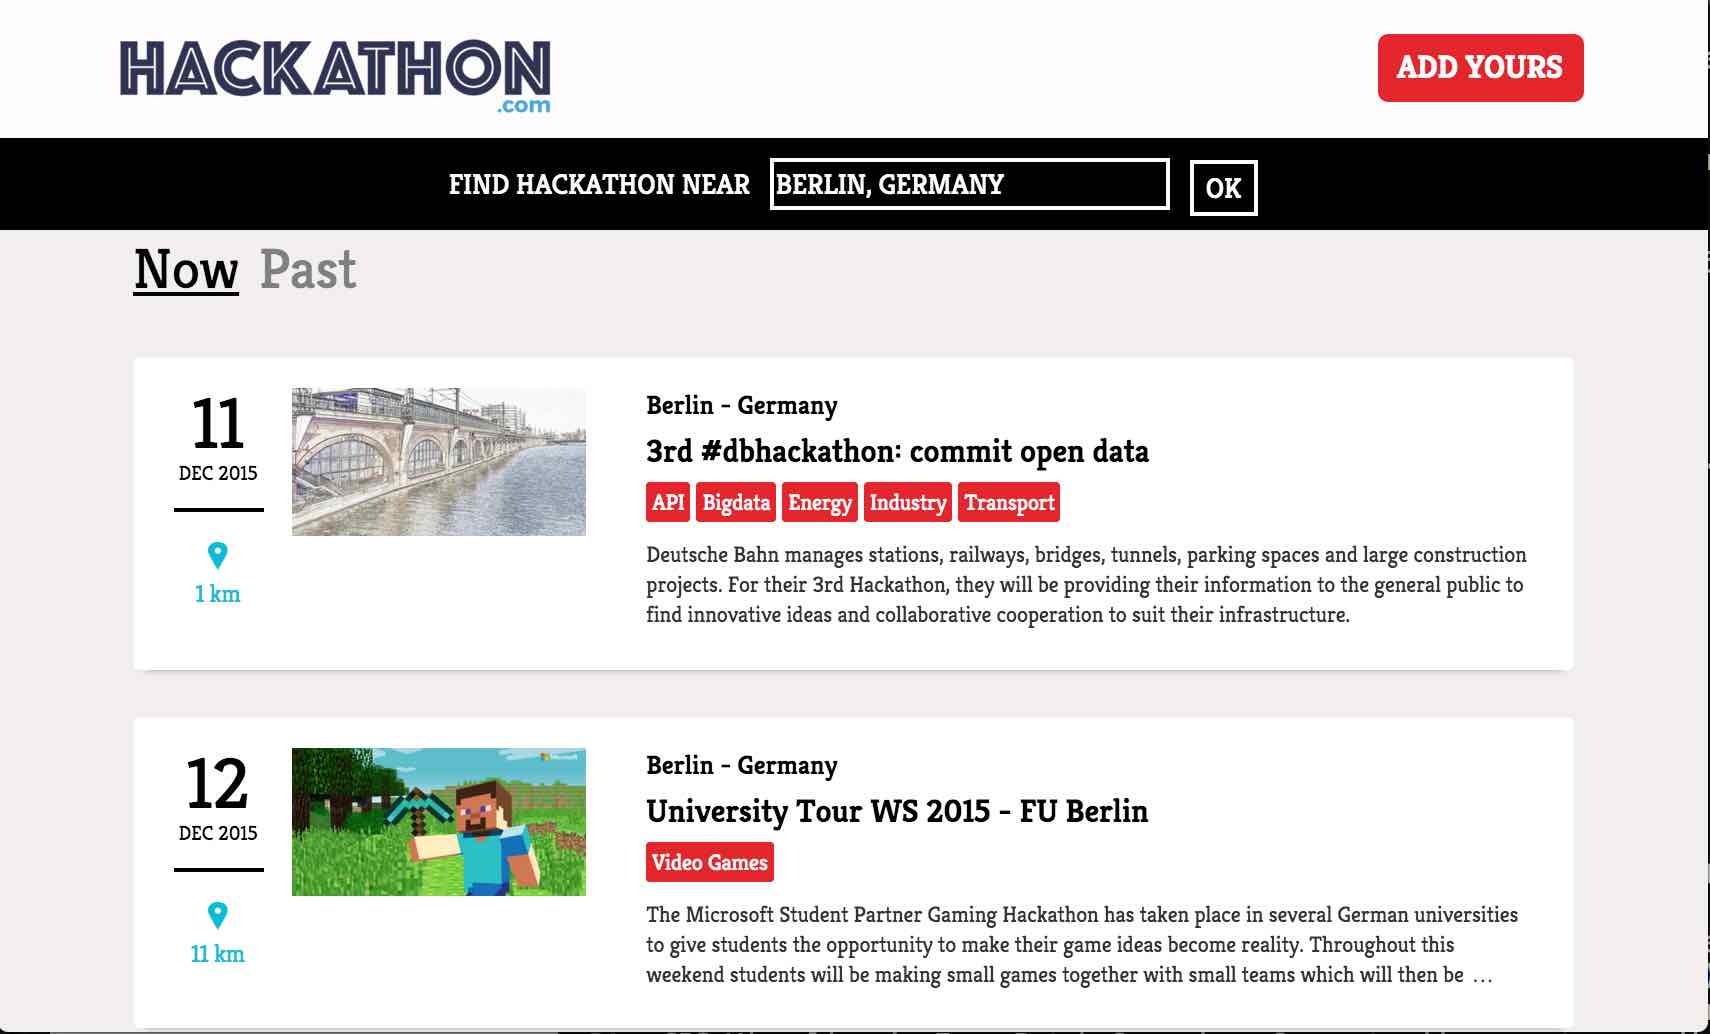 HACKATHON
.com
ADD YOURS
FIND HACKATHON NEAR BERLIN, GERMANY OK
Now Past
11
DEC 2015
1 km
Berlin - Germany
3rd #dbhackathon: commit open data
API Bigdata Energy Industry Transport
Deutsche Bahn manages stations, railways, bridges, tunnels, parking spaces and large construction
projects. For their 3rd Hackathon, they will be providing their information to the general public to
find innovative ideas and collaborative cooperation to suit their infrastructure.
12
DEC 2015
11 km
Microsoft
Berlin - Germany
University Tour WS 2015 - FU Berlin
Video Games
The Microsoft Student Partner Gaming Hackathon has taken place in several German universities
to give students the opportunity to make their game ideas become reality. Throughout this
weekend students will be making small games together with small teams which will then be ...